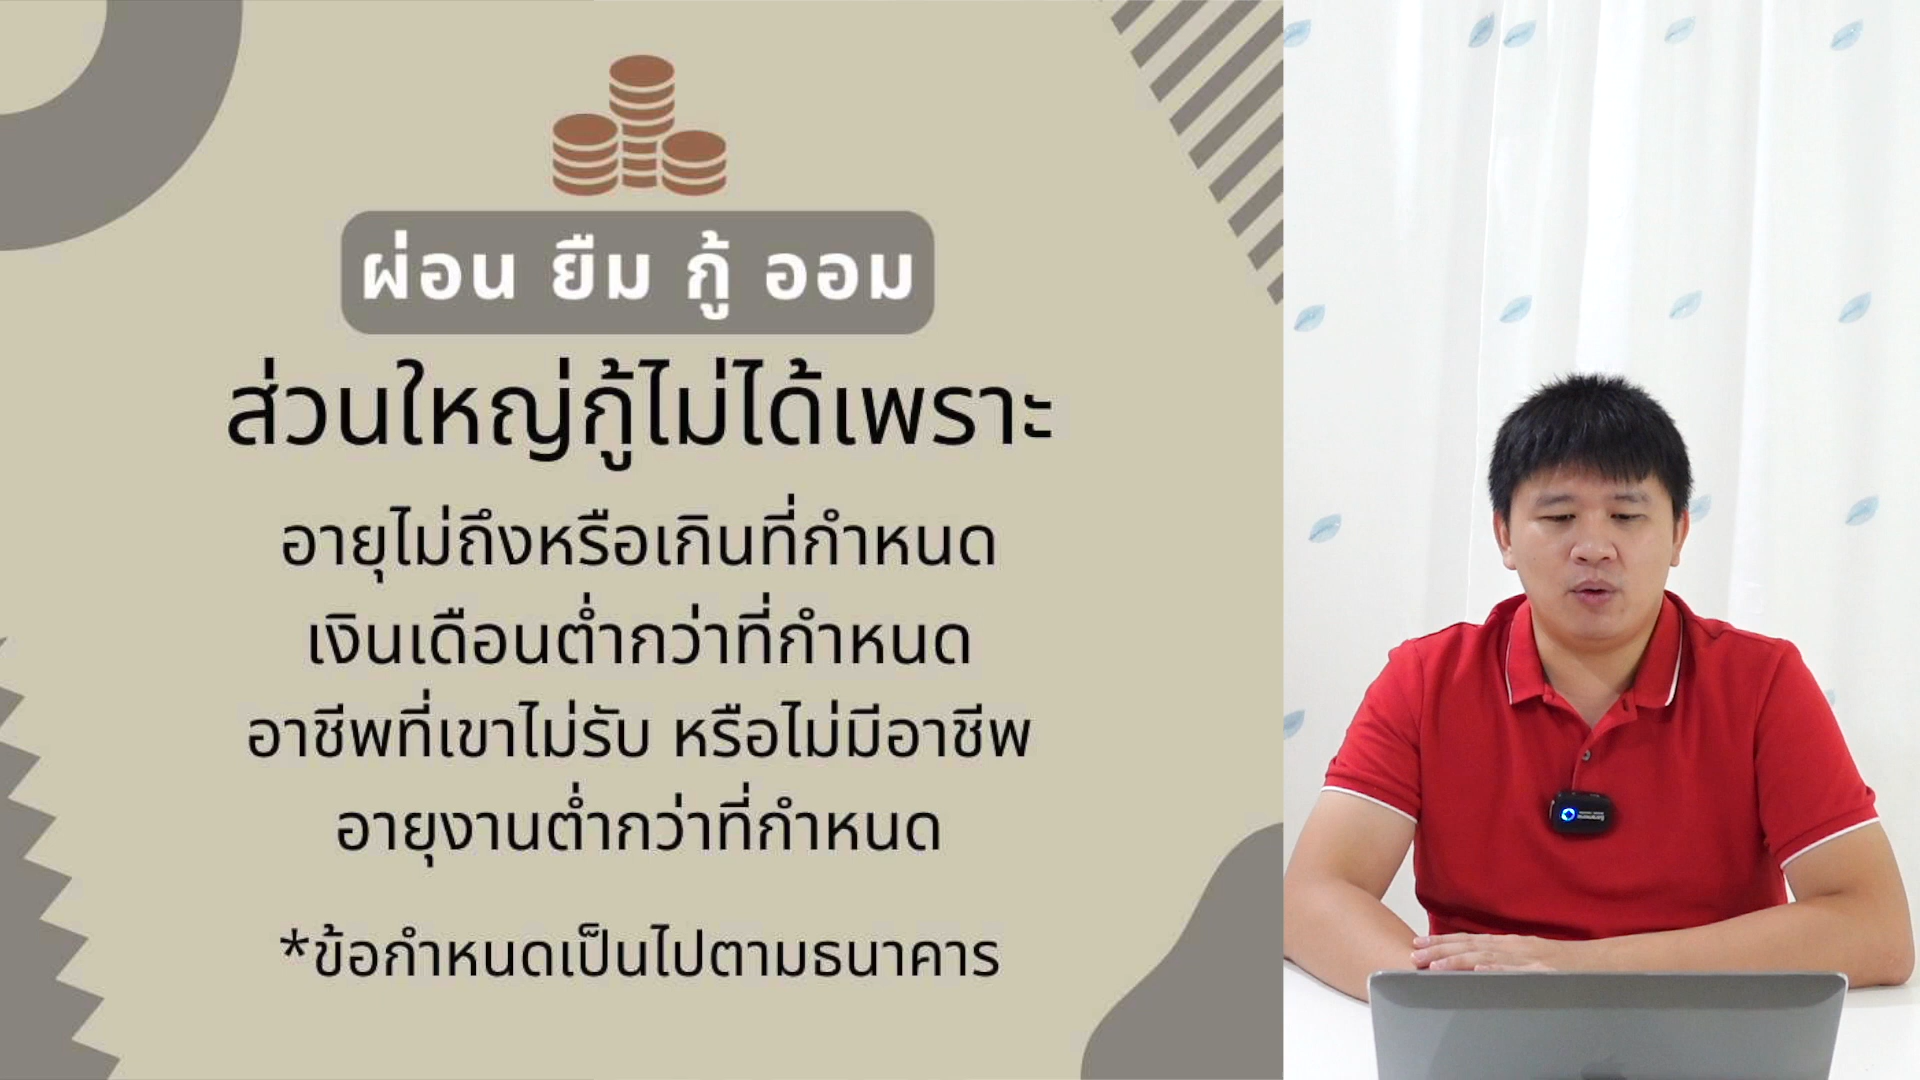 ผ่อน ยืม กู้ ออม
ส่วนใหญ่กู้ไม่ได้เพราะ
อายุไม่ถึงหรือเกินที่กำหนด
เงินเดือนต่ำกว่าที่กำหนด
อาชีพที่เขาไม่รับ หรือไม่มีอาชีพ
อายุงานต่ำกว่าที่กำหนด
*ข้อกำหนดเป็นไปตามธนาคาร